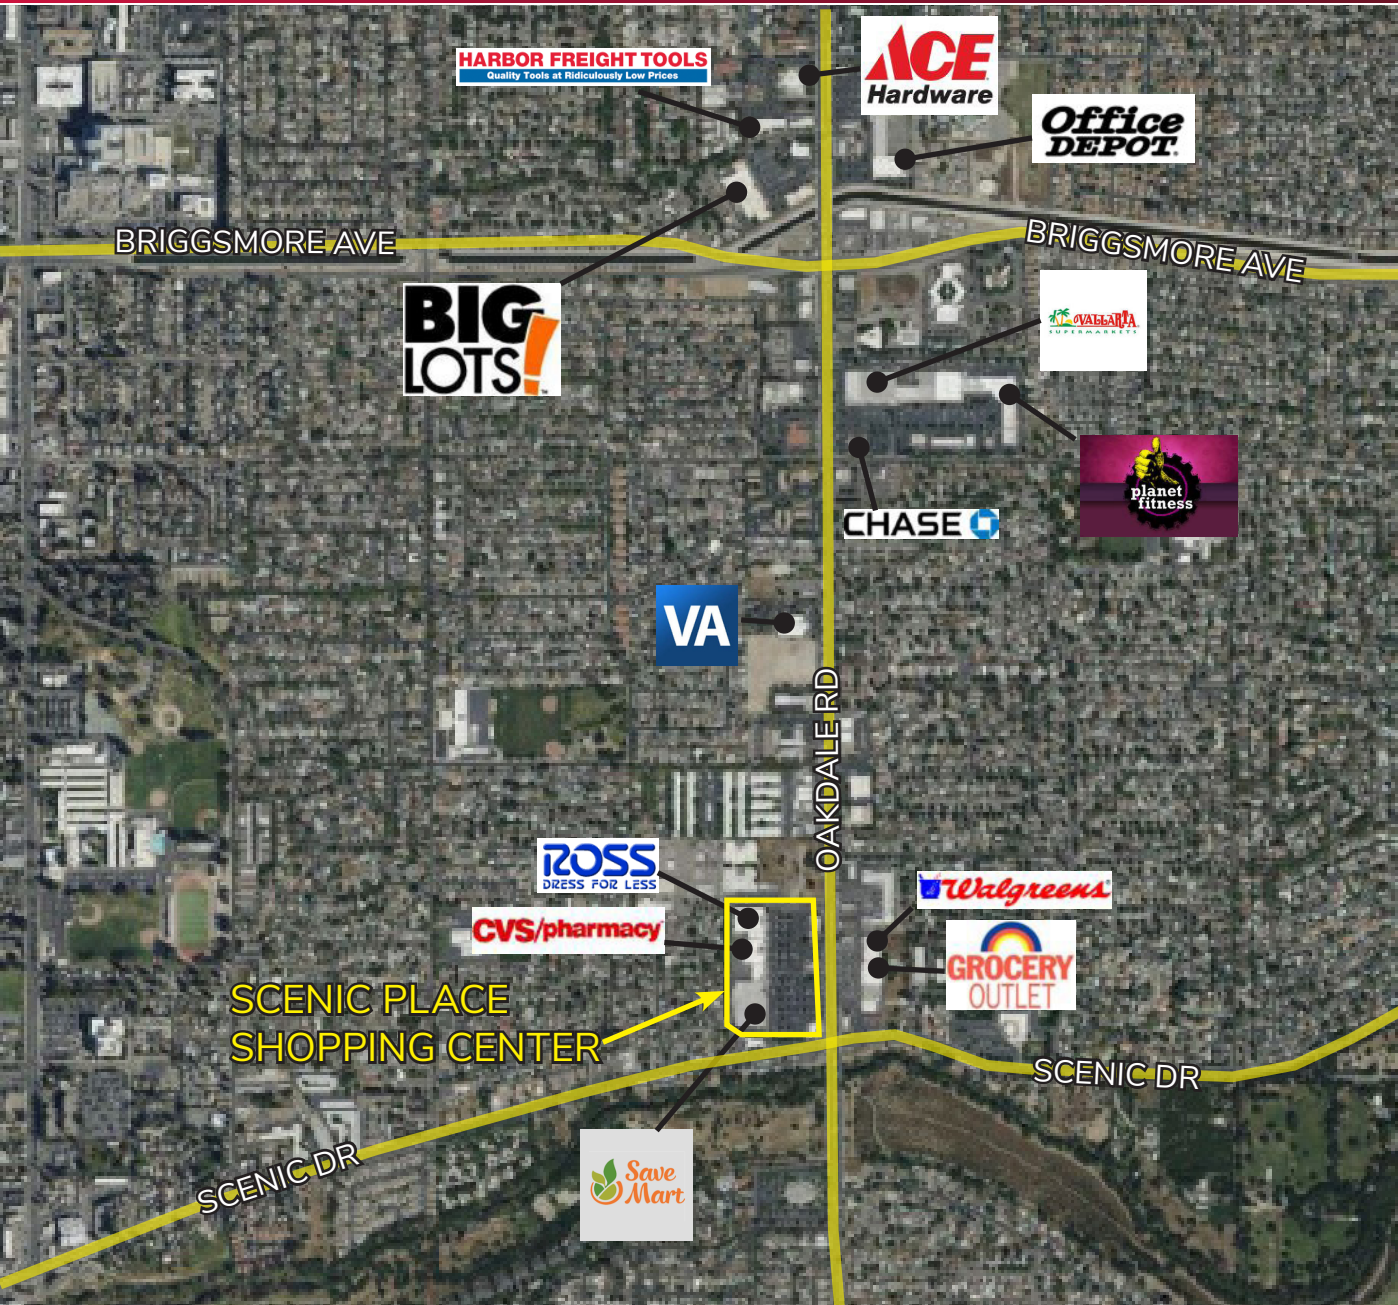 HARBOR FREIGHT TOOLS
Quality Tools at Ridiculously Low Prices
ACE
Hardware
Office
DEPOT
BRIGGSMORE AVE
BRIGGSMORE AVE
BIG
LOTS!
VALLARTA
SUPERMARKETS
planet
fitness
CHASE
VA
OAKDALE RD
ROSS
DRESS FOR LESS
CVS/pharmacy
Walgreens
GROCERY
OUTLET
SCENIC PLACE
SHOPPING CENTER
SCENIC DR
SCENIC DR
Save
Mart